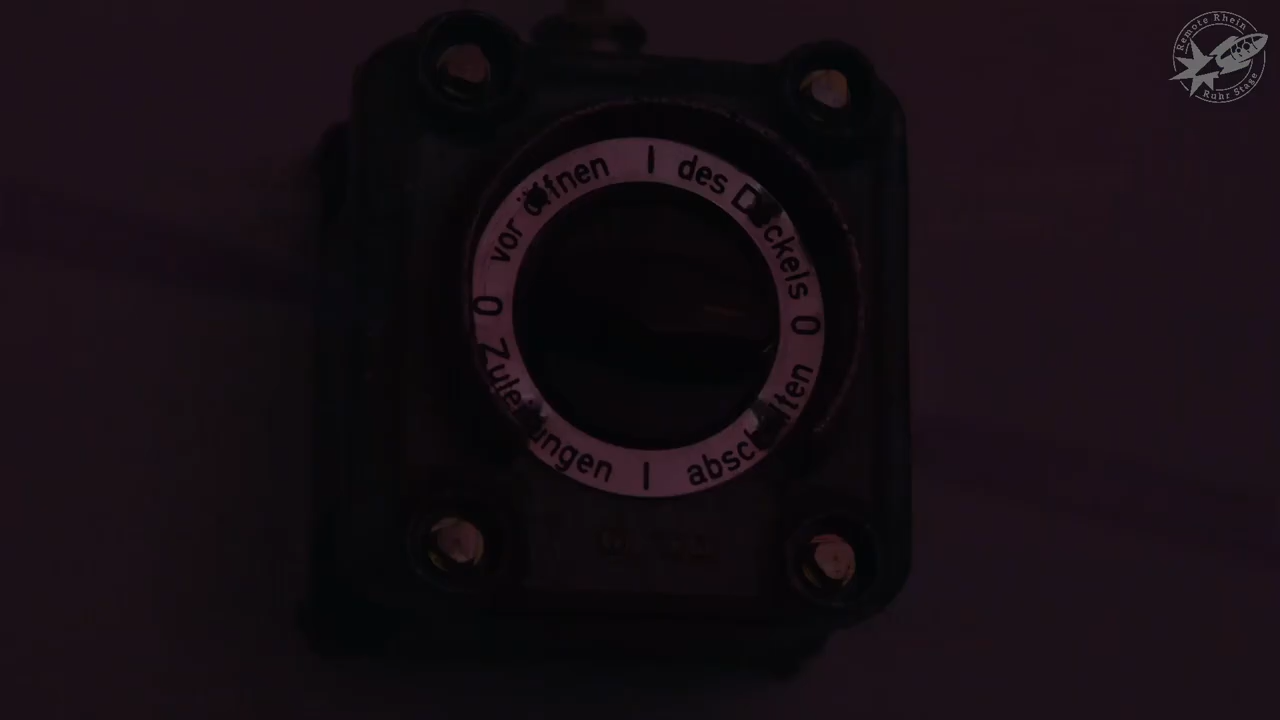 Remote Rhein
Ruhr Stage
vor öffnen | des Deckels 0
0 Zuleitungen | abschalten